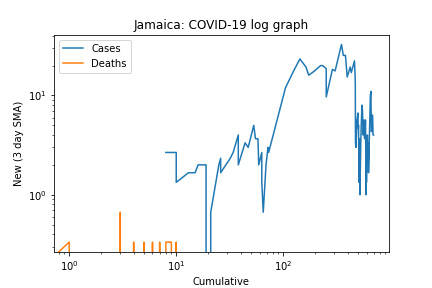 Jamaica: COVID-19 log graph
Cases
Deaths
New (3 day SMA)
10¹
10⁰
10⁰
10¹
10²
Cumulative